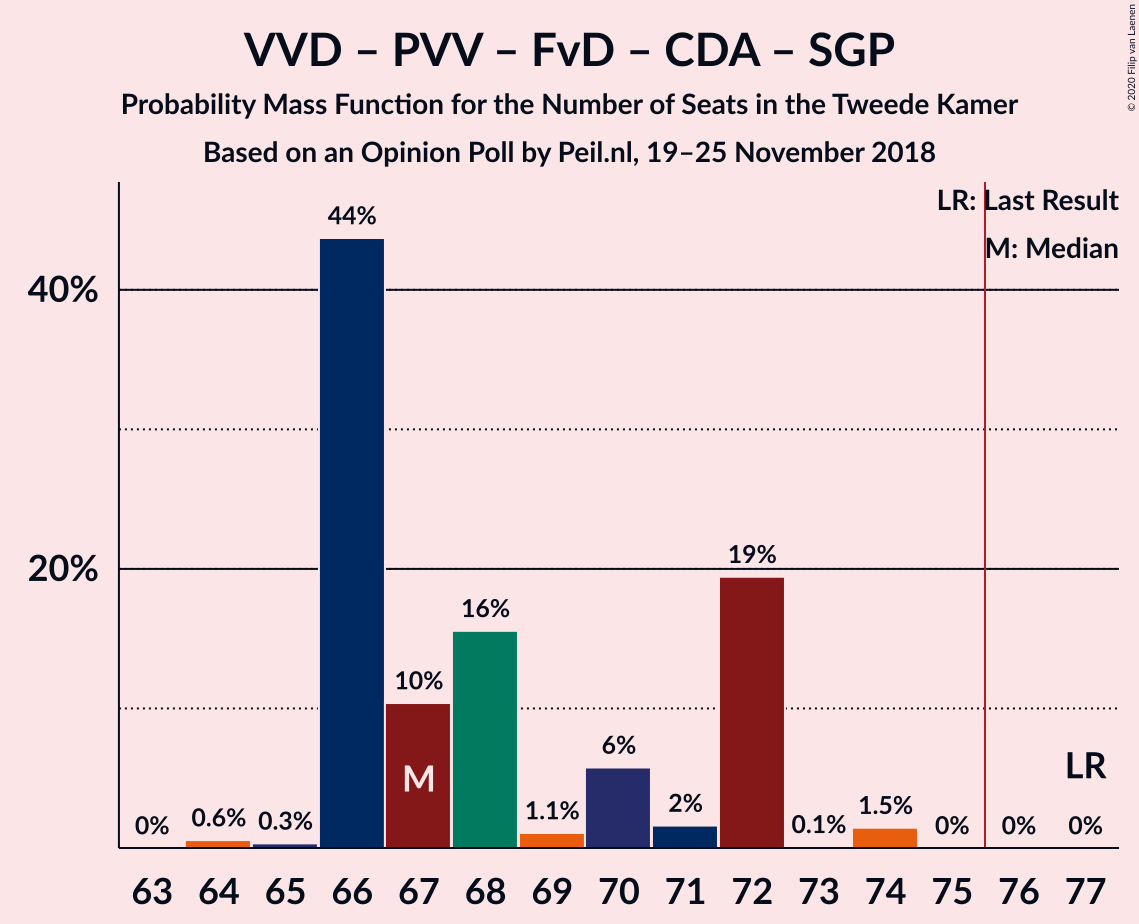 VVD – PVV – FvD – CDA – SGP
Probability Mass Function for the Number of Seats in the Tweede Kamer
Based on an Opinion Poll by Peil.nl, 19–25 November 2018
© 2020 Filip van Laenen
LR: Last Result
M: Median
40%
20%
0% 0.6% 0.3% 44% 10% 16% 1.1% 6% 2% 19% 0.1% 1.5% 0% 0% 0%
M
LR
63 64 65 66 67 68 69 70 71 72 73 74 75 76 77